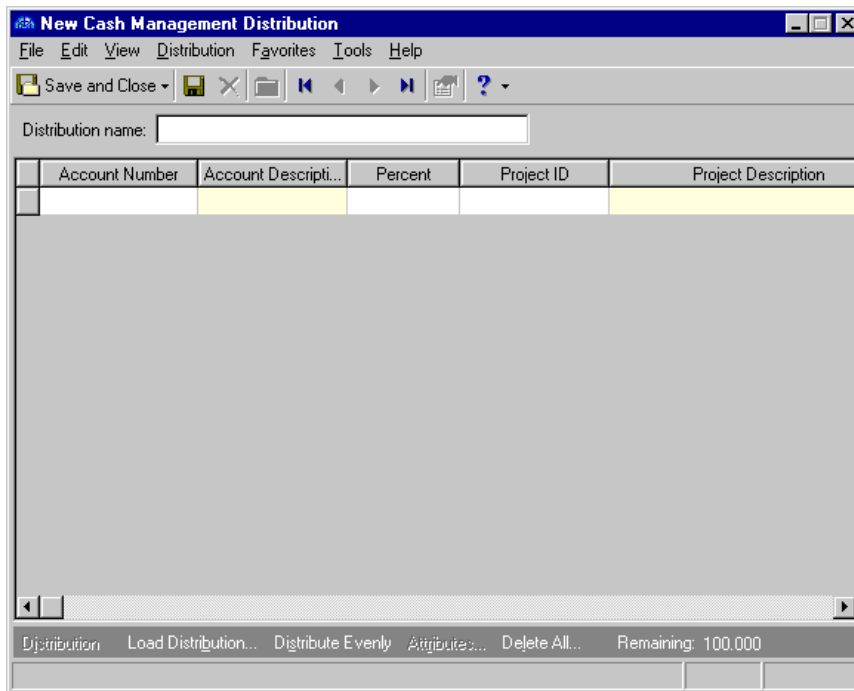 New Cash Management Distribution
File Edit View Distribution Favorites Tools Help
Save and Close ?
Distribution name:
Account Number Account Descripti... Percent Project ID Project Description
Distribution Load Distribution... Distribute Evenly Attributes... Delete All... Remaining: 100.000